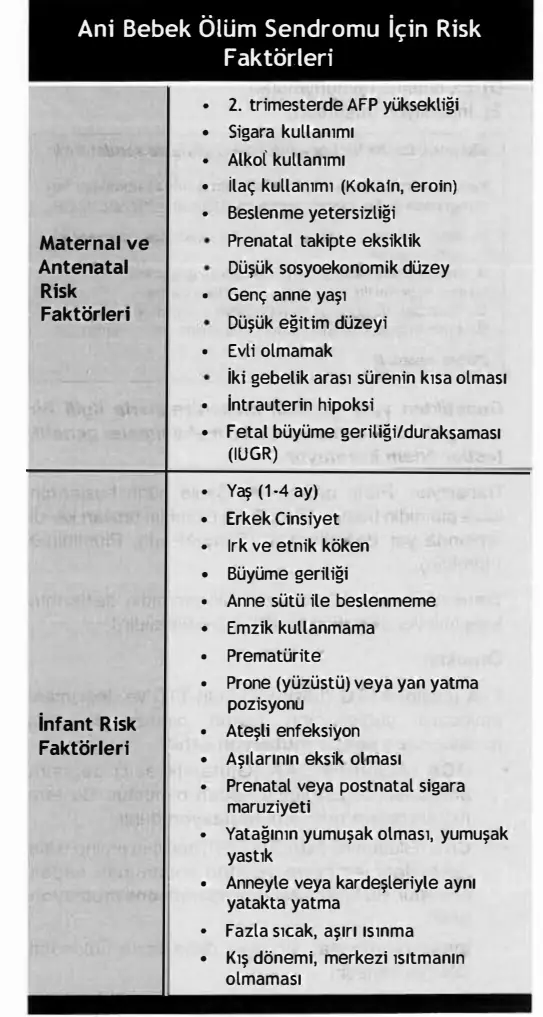 Ani Bebek Ölüm Sendromu İçin Risk
Faktörleri
Maternal ve
Antenatal
Risk
Faktörleri
• 2. trimesterde AFP yüksekliği
• Sigara kullanımı
• Alkol kullanımı
• İlaç kullanımı (Kokain, eroin)
• Beslenme yetersizliği
• Prenatal takipte eksiklik
• Düşük sosyoekonomik düzey
• Genç anne yaşı
• Düşük eğitim düzeyi
• Evli olmamak
• İki gebelik arası sürenin kısa olması
• İntrauterin hipoksi
• Fetal büyüme geriliği/duraksaması
(IUGR)
İnfant Risk
Faktörleri
• Yaş (1-4 ay)
• Erkek Cinsiyet
• Irk ve etnik köken
• Büyüme geriliği
• Anne sütü ile beslenmeme
• Emzik kullanmama
• Prematürite
• Prone (yüzüstü) veya yan yatma
pozisyonu
• Ateşli enfeksiyon
• Aşılarının eksik olması
• Prenatal veya postnatal sigara
maruziyeti
• Yatağının yumuşak olması, yumuşak
yastık
• Anneyle veya kardeşleriyle aynı
yatakta yatma
• Fazla sıcak, aşırı ısınma
• Kış dönemi, merkezi ısıtmanın
olmaması